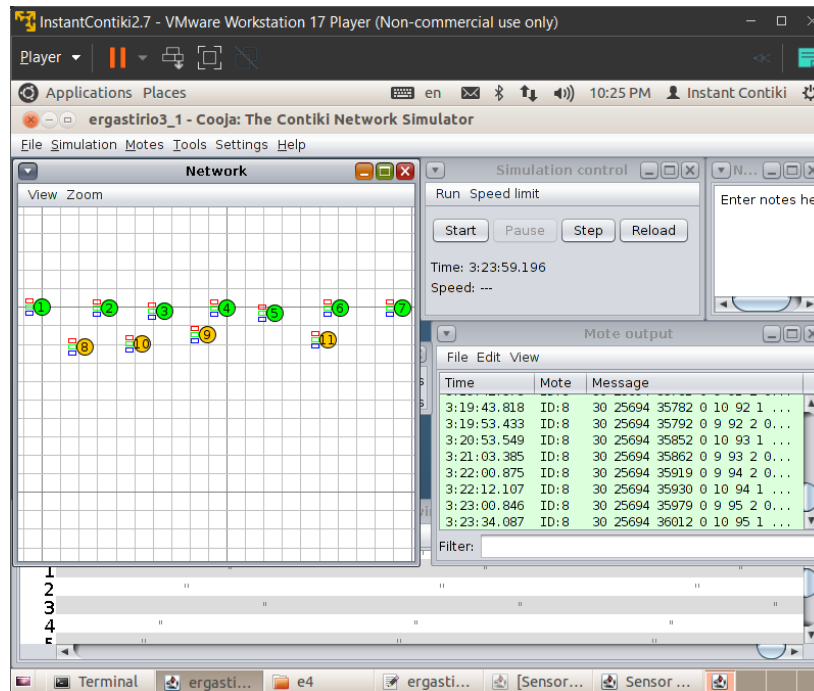 InstantContiki2.7 - VMware Workstation 17 Player (Non-commercial use only)
Player
Applications Places en 10:25 PM Instant Contiki
ergastirio3_1 - Cooja: The Contiki Network Simulator
File Simulation Motes Tools Settings Help
Network
View Zoom
1 2 3 4 5 6 7
8 10 9 11
Simulation control
Run Speed limit
Start Pause Step Reload
Time: 3:23:59.196
Speed: ---
N...
Enter notes he
Mote output
File Edit View
Time Mote Message
3:19:43.818 ID:8 30 25694 35782 0 10 92 1 ...
3:19:53.433 ID:8 30 25694 35792 0 9 92 2 0...
3:20:53.549 ID:8 30 25694 35852 0 10 93 1 ...
3:21:03.385 ID:8 30 25694 35862 0 9 93 2 0...
3:22:00.875 ID:8 30 25694 35919 0 9 94 2 0...
3:22:12.107 ID:8 30 25694 35930 0 10 94 1 ...
3:23:00.846 ID:8 30 25694 35979 0 9 95 2 0...
3:23:34.087 ID:8 30 25694 36012 0 10 95 1 ...
Filter:
1
2
3
4
Terminal ergasti... e4 ergasti... [Sensor... Sensor ...